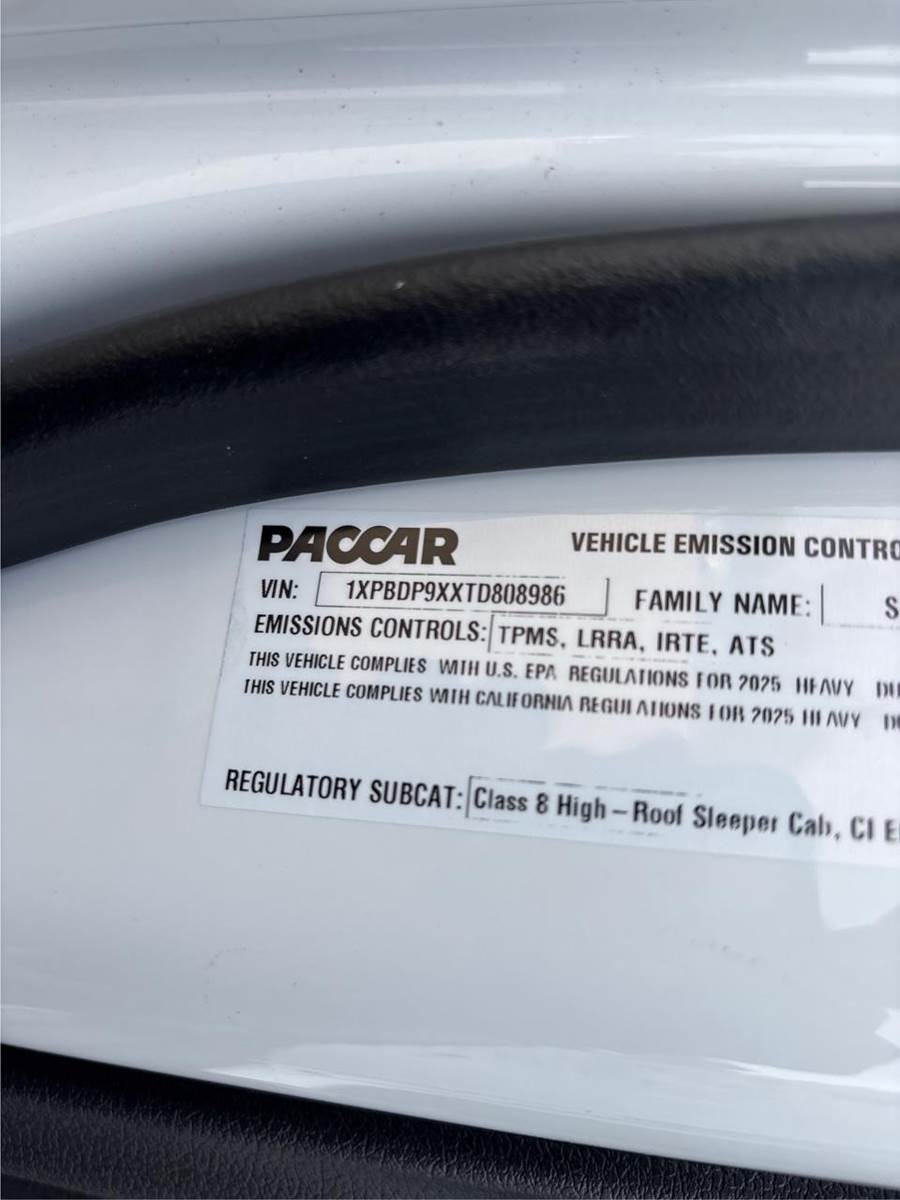 PACCAR VEHICLE EMISSION CONTRO
VIN: 1XPBDP9XXTD808986 FAMILY NAME: S
EMISSIONS CONTROLS: TPMS, LRRA, IRTE, ATS
THIS VEHICLE COMPLIES WITH U.S. EPA REGULATIONS FOR 2025 HEAVY DU
THIS VEHICLE COMPLIES WITH CALIFORNIA REGULATIONS FOR 2025 HEAVY DU
REGULATORY SUBCAT: Class 8 High-Roof Sleeper Cab, CI E